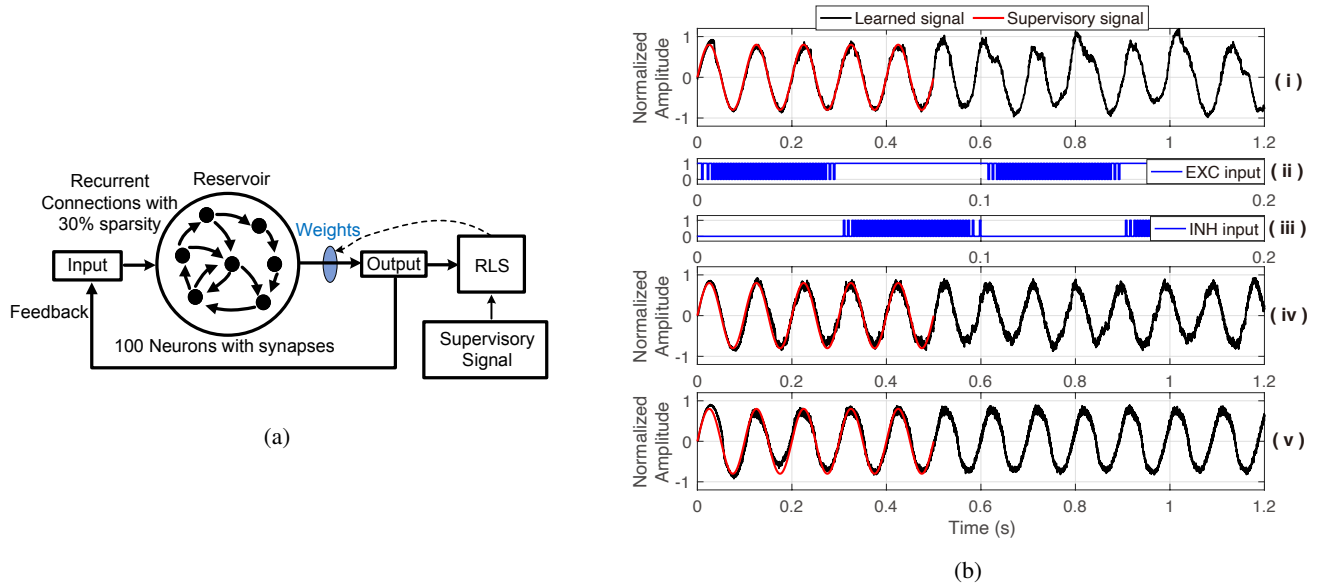 Recurrent
Connections with
30% sparsity
Reservoir
Weights
Input
Output
RLS
Feedback
100 Neurons with synapses
Supervisory
Signal
(a)
Learned signal
Supervisory signal
Normalized
Amplitude
1
0
-1
0
0.2
0.4
0.6
0.8
1
1.2
( i )
1
0
EXC input
( ii )
0
0.1
0.2
1
0
INH input
( iii )
0
0.1
0.2
Normalized
Amplitude
1
0
-1
0
0.2
0.4
0.6
0.8
1
1.2
( iv )
Normalized
Amplitude
1
0
-1
0
0.2
0.4
0.6
0.8
1
1.2
( v )
Time (s)
(b)